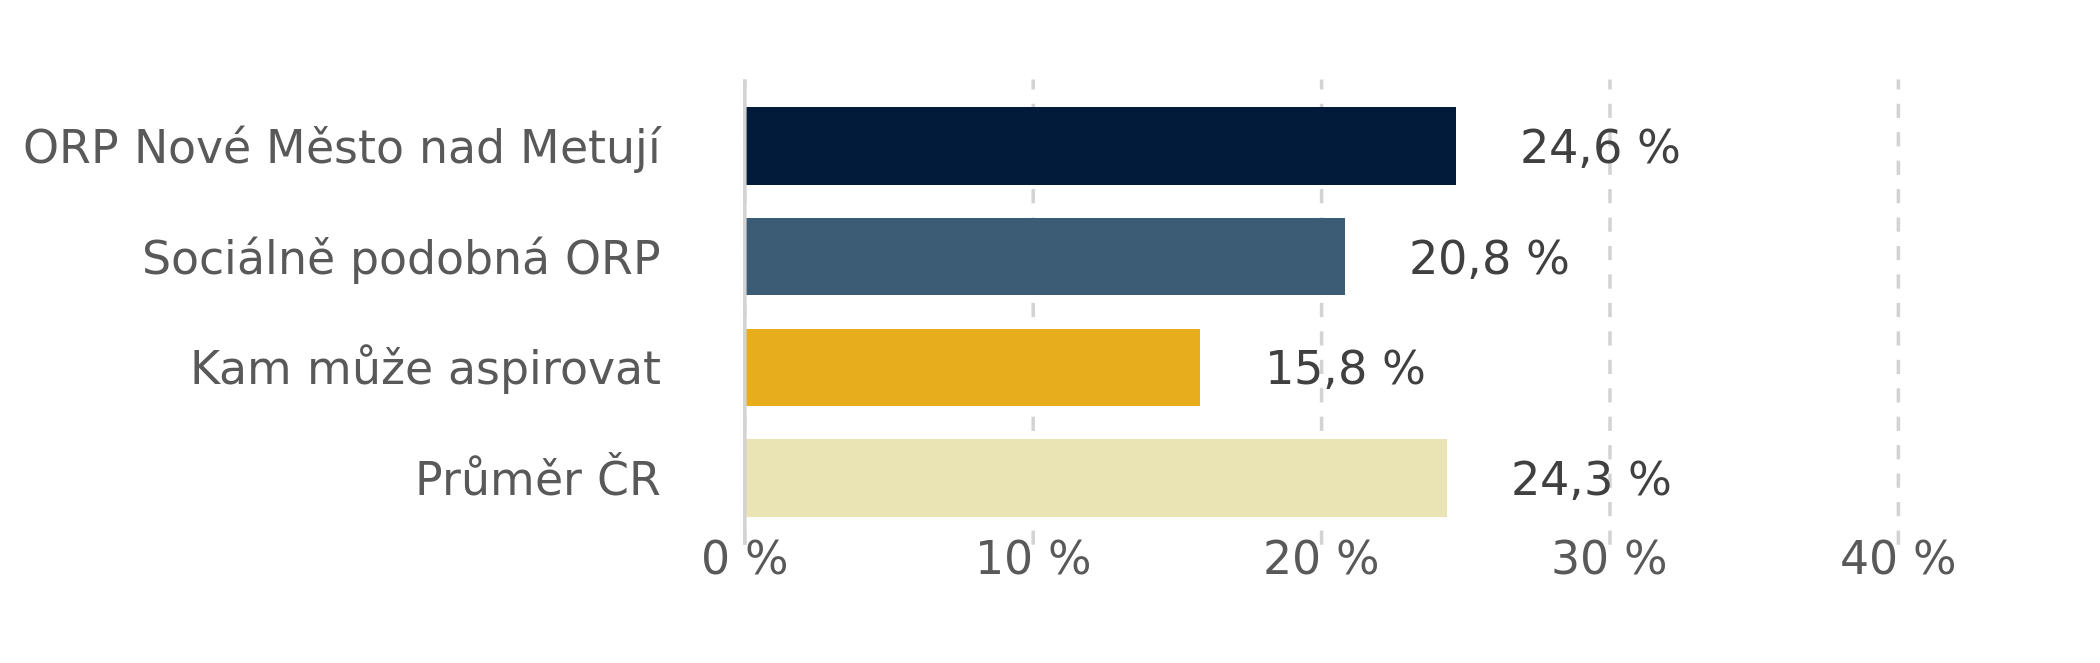 ORP Nové Město nad Metují 24,6 %
Sociálně podobná ORP 20,8 %
Kam může aspirovat 15,8 %
Průměr ČR 24,3 %
0 % 10 % 20 % 30 % 40 %